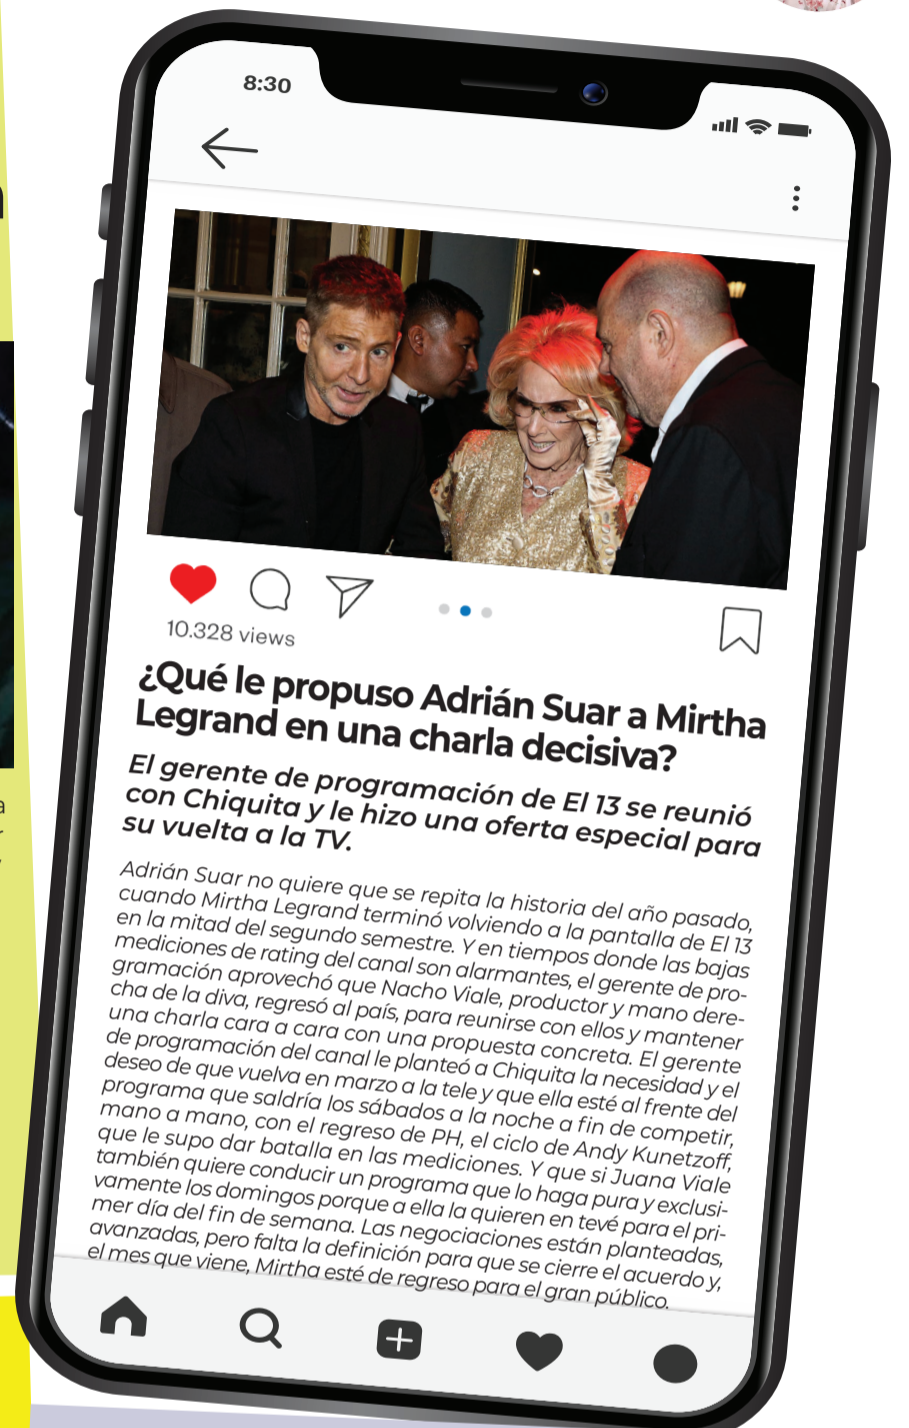 8:30
10.328 views
¿Qué le propuso Adrián Suar a Mirtha
Legrand en una charla decisiva?
El gerente de programación de El 13 se reunió
con Chiquita y le hizo una oferta especial para
su vuelta a la TV.
Adrián Suar no quiere que se repita la historia del año pasado,
cuando Mirtha Legrand terminó volviendo a la pantalla de El 13
en la mitad del segundo semestre. Y en tiempos donde las bajas
mediciones de rating del canal son alarmantes, el gerente de pro-
gramación aprovechó que Nacho Viale, productor y mano dere-
cha de la diva, regresó al país, para reunirse con ellos y mantener
una charla cara a cara con una propuesta concreta. El gerente
de programación del canal le planteó a Chiquita la necesidad y el
deseo de que vuelva en marzo a la tele y que ella esté al frente del
programa que saldría los sábados a la noche a fin de competir,
mano a mano, con el regreso de PH, el ciclo de Andy Kunetzoff,
que le supo dar batalla en las mediciones. Y que si Juana Viale
también quiere conducir un programa que lo haga pura y exclusi-
vamente los domingos porque a ella la quieren en tevé para el pri-
mer día del fin de semana. Las negociaciones están planteadas,
avanzadas, pero falta la definición para que se cierre el acuerdo y,
el mes que viene, Mirtha esté de regreso para el gran público.